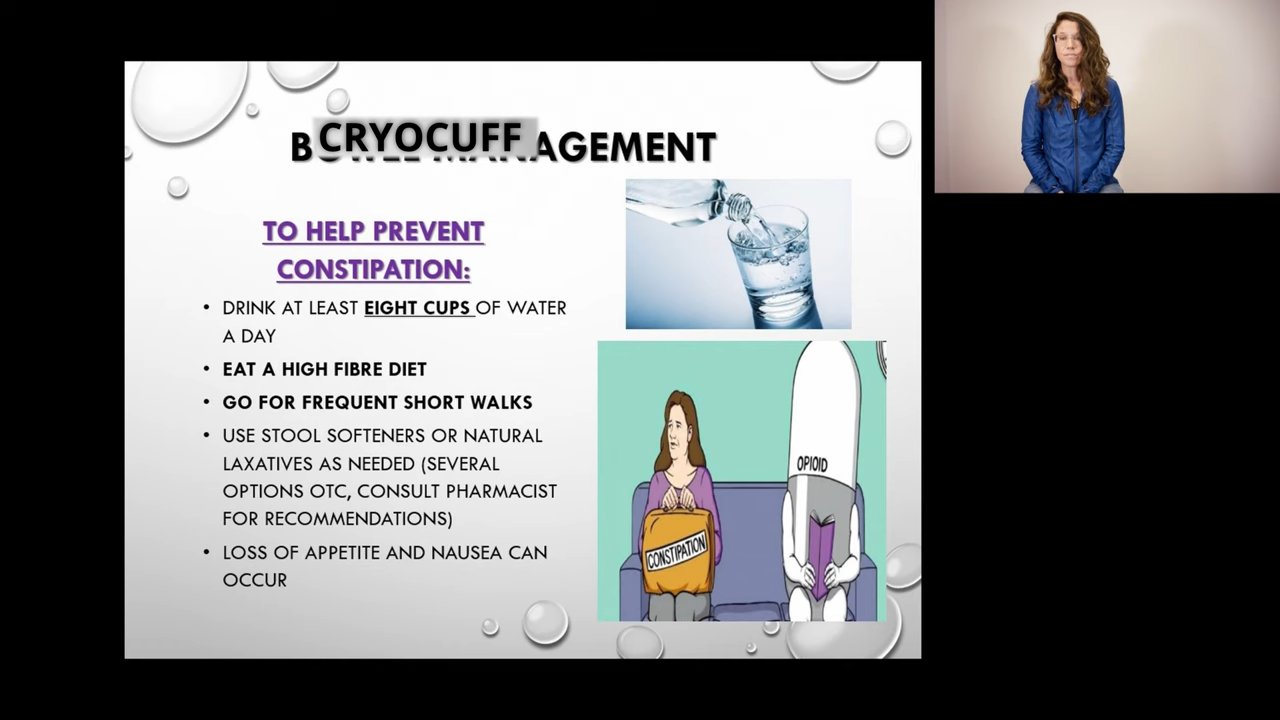 CRYOCUFF
BOWEL MANAGEMENT
TO HELP PREVENT
CONSTIPATION:
• DRINK AT LEAST EIGHT CUPS OF WATER
A DAY
• EAT A HIGH FIBRE DIET
• GO FOR FREQUENT SHORT WALKS
• USE STOOL SOFTENERS OR NATURAL
LAXATIVES AS NEEDED (SEVERAL
OPTIONS OTC, CONSULT PHARMACIST
FOR RECOMMENDATIONS)
• LOSS OF APPETITE AND NAUSEA CAN
OCCUR
OPIOID
CONSTIPATION